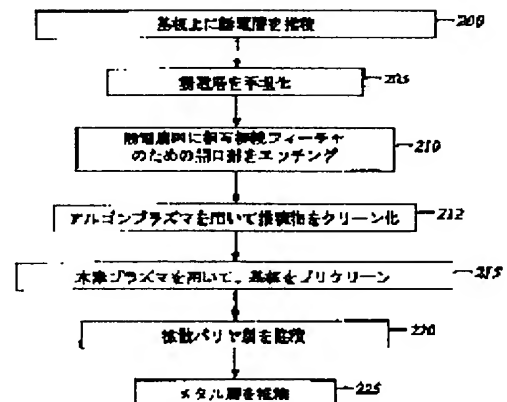 基板上に誘電層を堆積 200
誘電層を平坦化 205
誘電層内に相互接続フィーチャ
のための開口部をエッチング 210
アルゴンプラズマを用いて堆積物をクリーン化 212
水素プラズマを用いて、基板をプリクリーン 215
拡散バリヤ層を堆積 220
メタル層を堆積 225